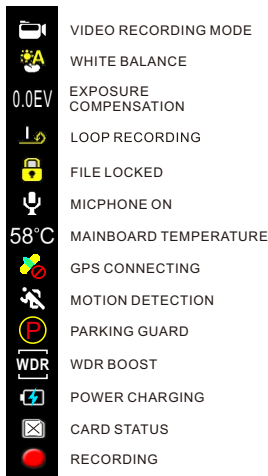 VIDEO RECORDING MODE
A WHITE BALANCE
0.0EV EXPOSURE
COMPENSATION
LOOP RECORDING
FILE LOCKED
MICPHONE ON
58°C MAINBOARD TEMPERATURE
GPS CONNECTING
MOTION DETECTION
P PARKING GUARD
WDR WDR BOOST
POWER CHARGING
CARD STATUS
RECORDING